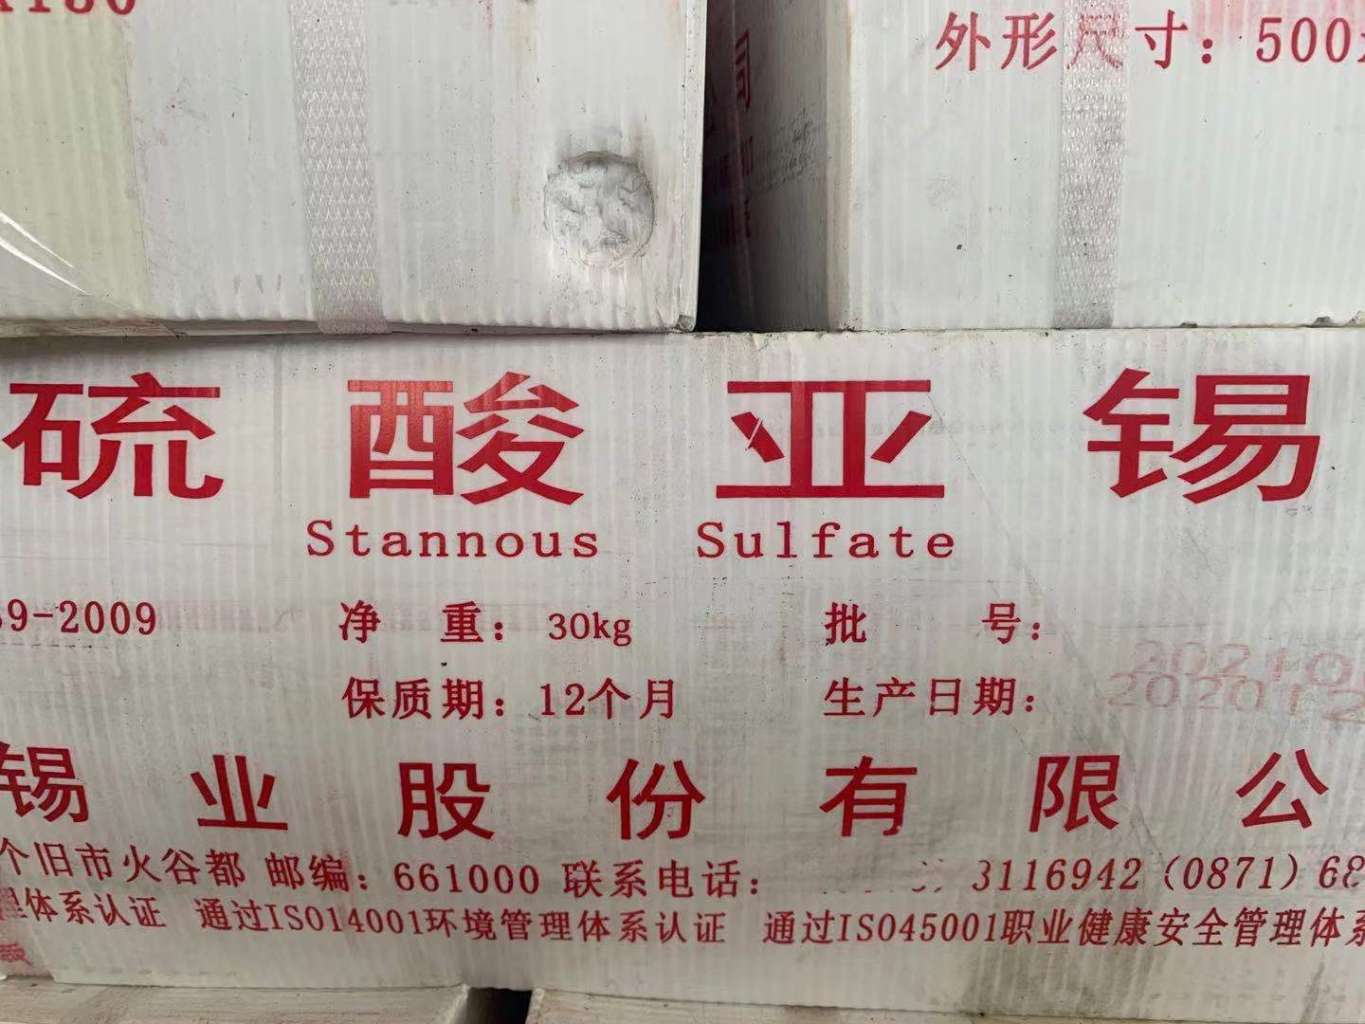 外形尺寸：500
硫酸亚锡
Stannous Sulfate
9-2009 净 重：30kg 批 号：
保质期：12个月 生产日期：
202012
锡业股份有限公
个旧市火谷都 邮编：661000 联系电话： 3116942（0871）68
理体系认证 通过ISO14001环境管理体系认证 通过ISO45001职业健康安全管理体系